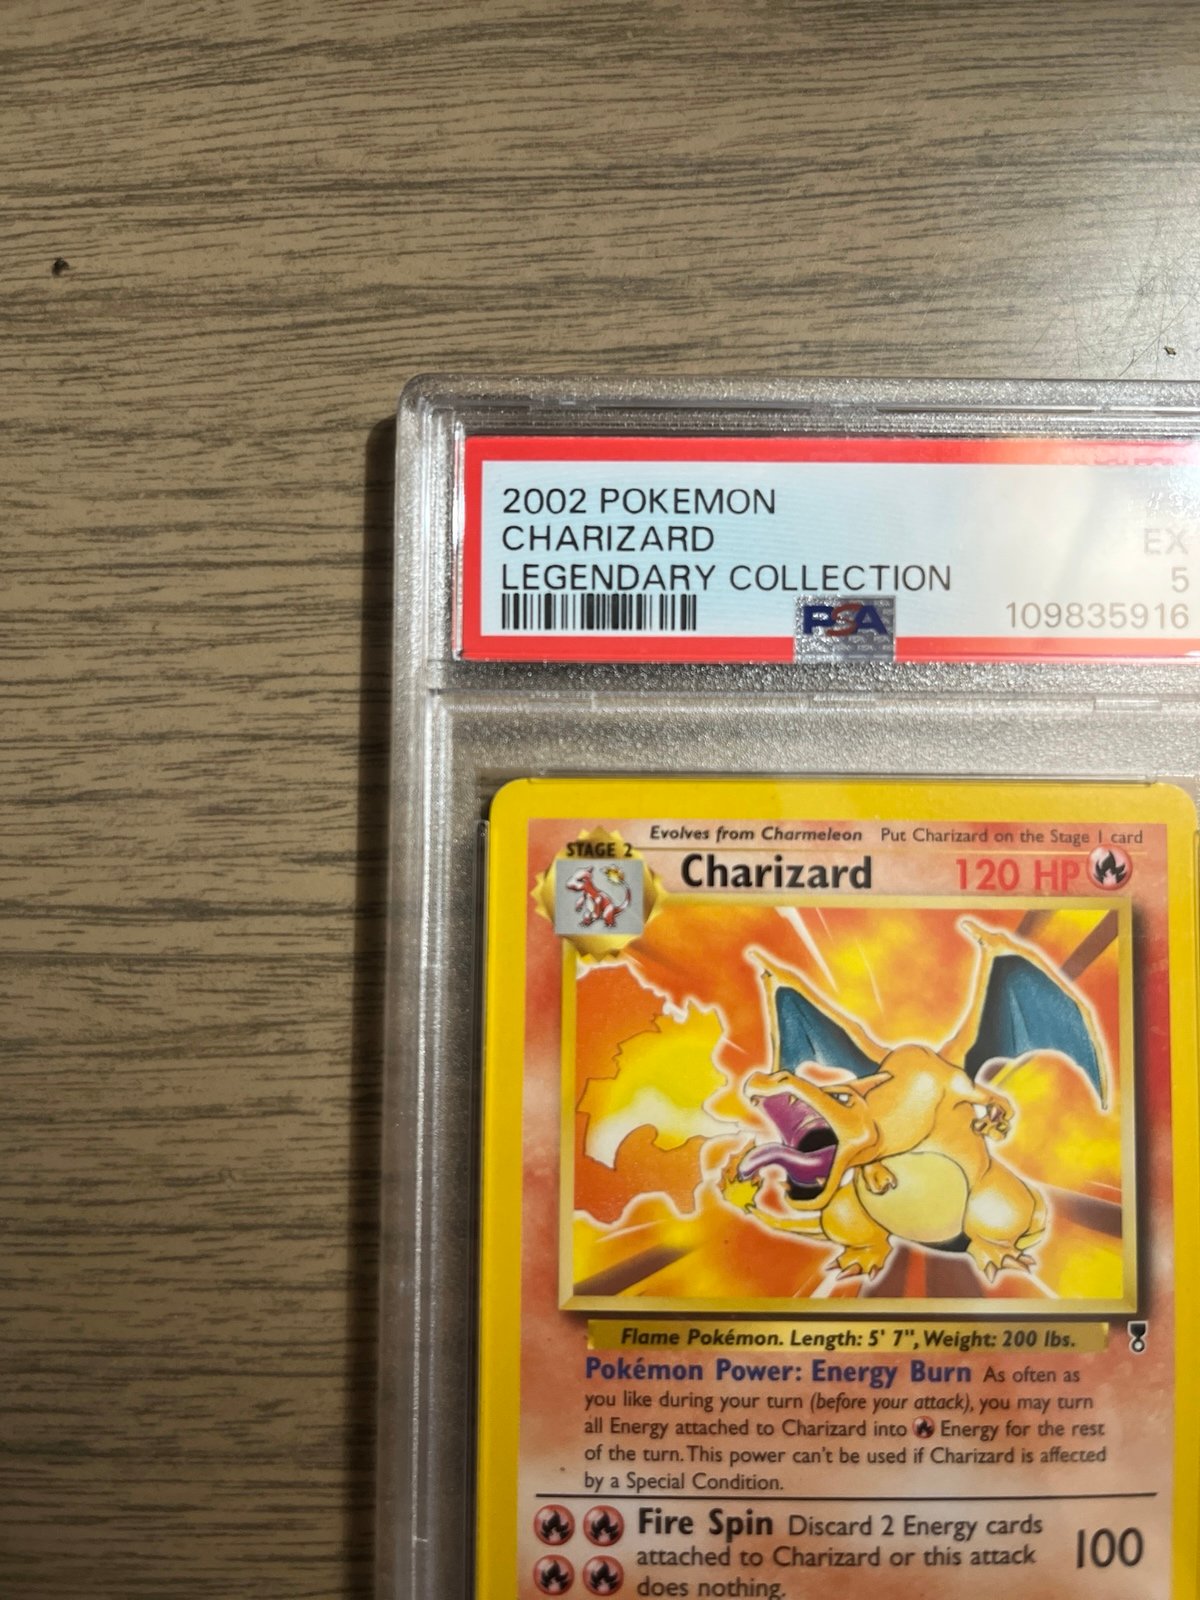 2002 POKEMON
CHARIZARD EX
LEGENDARY COLLECTION 5
PSA 109835916
Evolves from Charmeleon Put Charizard on the Stage 1 card
STAGE 2
Charizard 120 HP
Flame Pokémon. Length: 5' 7", Weight: 200 lbs.
Pokémon Power: Energy Burn As often as
you like during your turn (before your attack), you may turn
all Energy attached to Charizard into Energy for the rest
of the turn. This power can't be used if Charizard is affected
by a Special Condition.
Fire Spin Discard 2 Energy cards
attached to Charizard or this attack 100
does nothing.